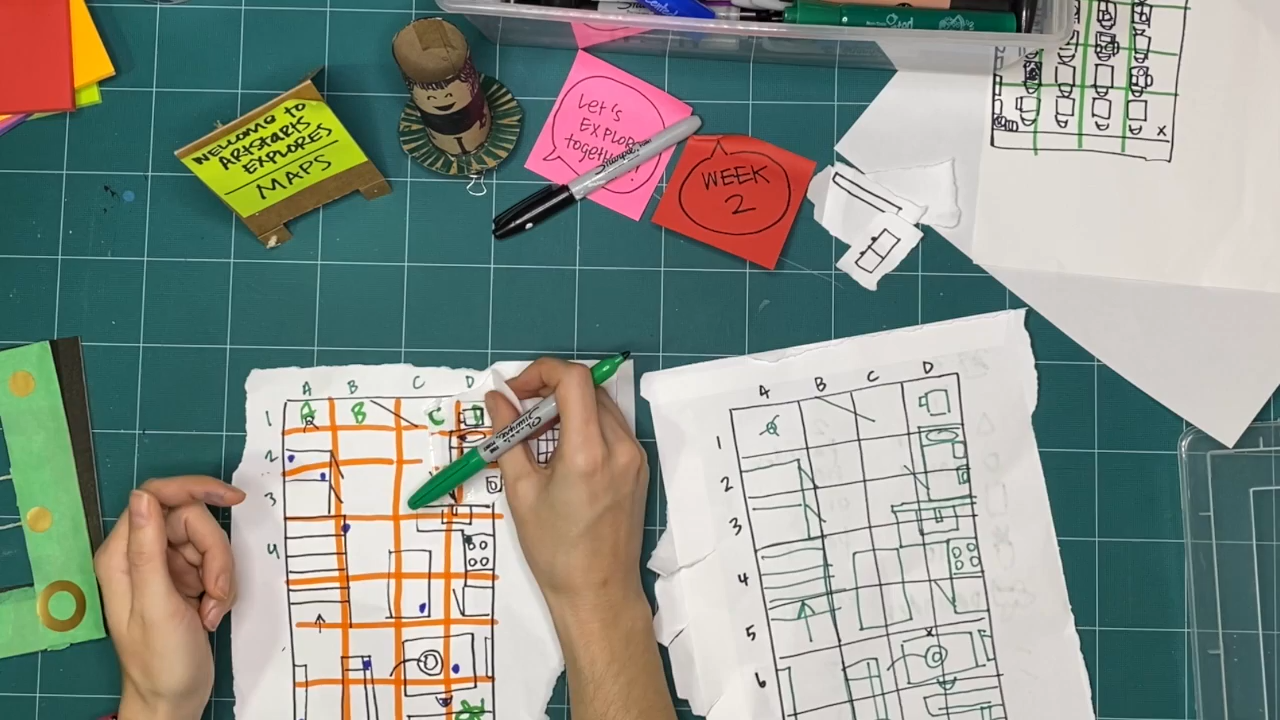 WELCOME to
ARTSTARTS
EXPLORES
MAPS
Let's
EXPLORE
together
WEEK
2
Sharpie
X
A B C D
A B C D
1
2
3
4
A B C D
1
2
3
4
5
6
x
Sharpie